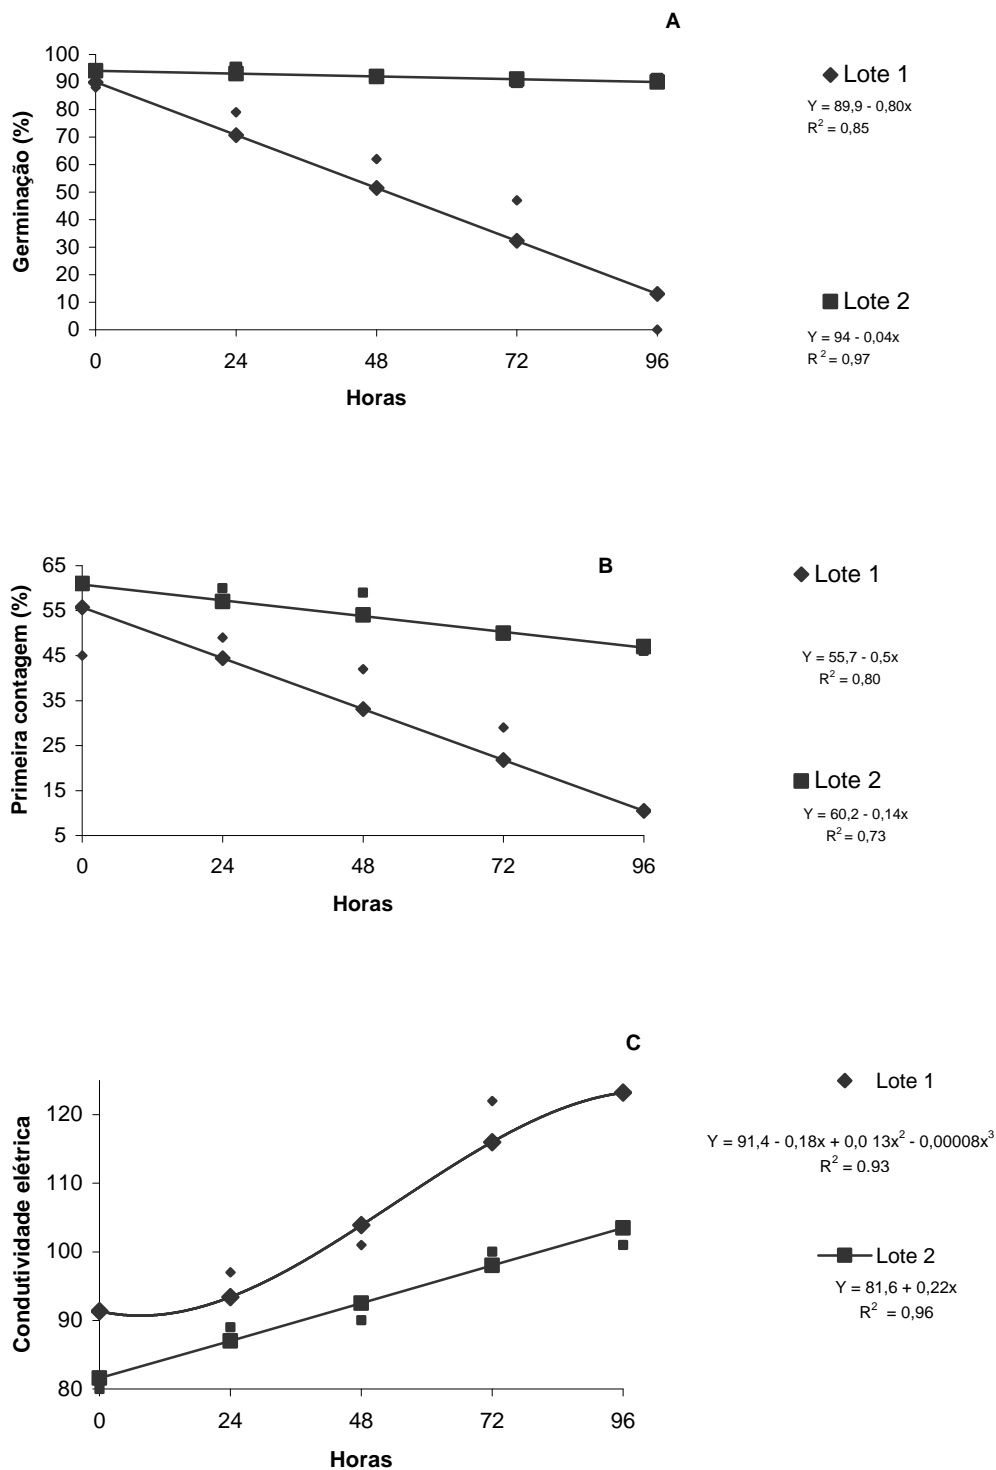 A
Germinação (%)
100
90
80
70
60
50
40
30
20
10
0
0 24 48 72 96
Horas
Lote 1
Y = 89,9 - 0,80x
R² = 0,85
Lote 2
Y = 94 - 0,04x
R² = 0,97
B
Primeira contagem (%)
65
55
45
35
25
15
5
0 24 48 72 96
Horas
Lote 1
Y = 55,7 - 0,5x
R² = 0,80
Lote 2
Y = 60,2 - 0,14x
R² = 0,73
C
Condutividade elétrica
120
110
100
90
80
0 24 48 72 96
Horas
Lote 1
Y = 91,4 - 0,18x + 0,0 13x² - 0,00008x³
R² = 0.93
Lote 2
Y = 81,6 + 0,22x
R² = 0,96